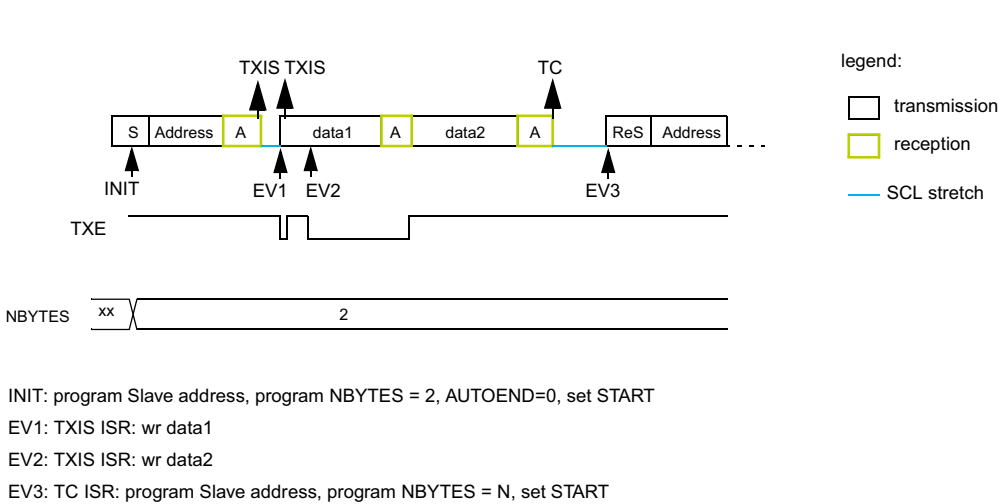 legend:
TXIS TXIS
TC
transmission
S Address A data1 A data2 A ReS Address
reception
INIT
EV1 EV2
EV3
SCL stretch
TXE
NBYTES xx 2
INIT: program Slave address, program NBYTES = 2, AUTOEND=0, set START
EV1: TXIS ISR: wr data1
EV2: TXIS ISR: wr data2
EV3: TC ISR: program Slave address, program NBYTES = N, set START